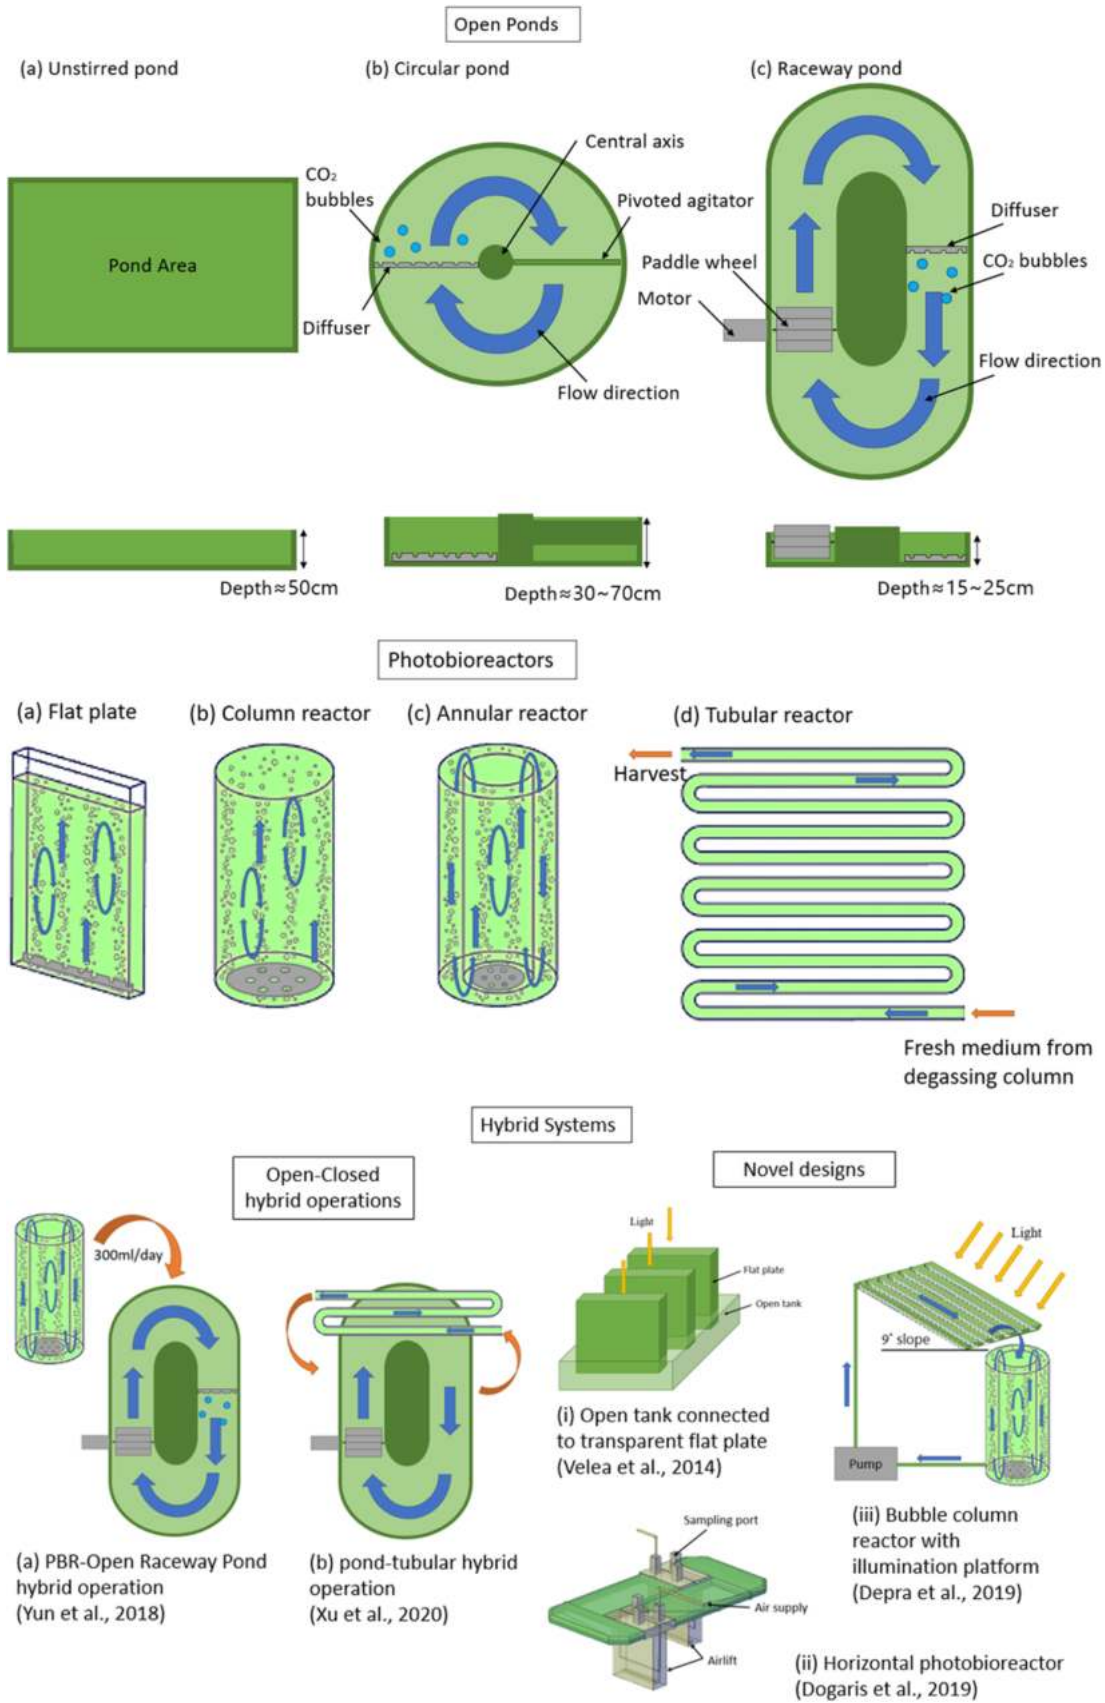 Open Ponds
(a) Unstirred pond
(b) Circular pond
(c) Raceway pond
Pond Area
CO₂
bubbles
Central axis
Pivoted agitator
Diffuser
Flow direction
Diffuser
CO₂ bubbles
Paddle wheel
Motor
Flow direction
Depth≈50cm
Depth≈30~70cm
Depth≈15~25cm
Photobioreactors
(a) Flat plate
(b) Column reactor
(c) Annular reactor
(d) Tubular reactor
Harvest
Fresh medium from
degassing column
Hybrid Systems
Open-Closed
hybrid operations
Novel designs
300ml/day
(a) PBR-Open Raceway Pond
hybrid operation
(Yun et al., 2018)
(b) pond-tubular hybrid
operation
(Xu et al., 2020)
Light
Flat plate
Open tank
(i) Open tank connected
to transparent flat plate
(Velea et al., 2014)
Light
9˚ slope
Pump
(iii) Bubble column
reactor with
illumination platform
(Depra et al., 2019)
Sampling port
Air supply
Airlift
(ii) Horizontal photobioreactor
(Dogaris et al., 2019)